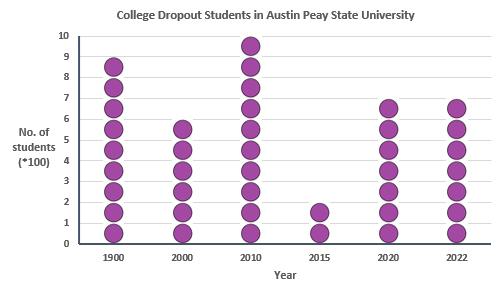 College Dropout Students in Austin Peay State University
10
9
8
7
6
5
4
3
2
1
0
No. of
students
(*100)
1900 2000 2010 2015 2020 2022
Year